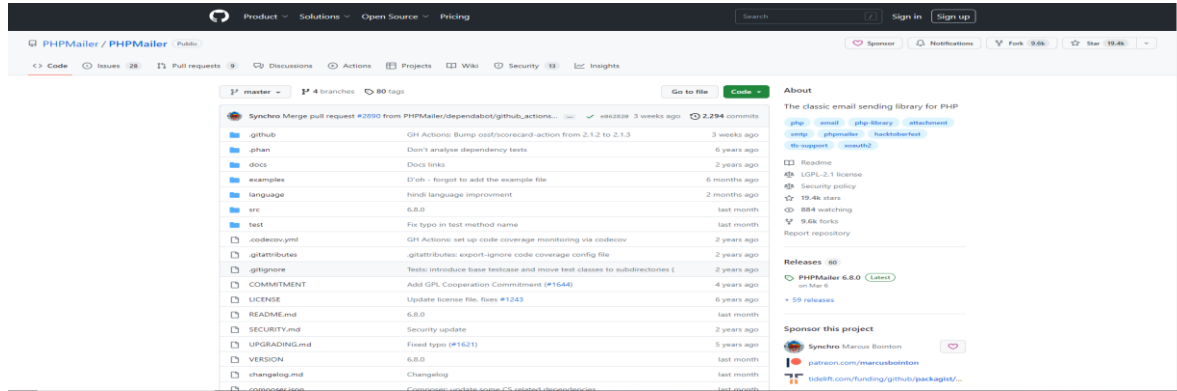 Product Solutions Open Source Pricing Search / Sign in Sign up
PHPMailer / PHPMailer Public Sponsor Notifications Fork 9.6k Star 19.4k
Code Issues 28 Pull requests 9 Discussions Actions Projects Wiki Security 13 Insights
master 4 branches 80 tags Go to file Code
Synchro Merge pull request #2890 from PHPMailer/dependabot/github_actions... 3 weeks ago 2,294 commits
.github GH Actions: Bump ossf/scorecard-action from 2.1.2 to 2.1.3 3 weeks ago
.phan Don't analyse dependency tests 6 years ago
docs Docs links 2 years ago
examples D'oh - forgot to add the example file 6 months ago
language hindi language improvment 2 months ago
src 6.8.0 last month
test Fix typo in test method name last month
.codecov.yml GH Actions: set up code coverage monitoring via codecov 2 years ago
.gitattributes .gitattributes: export-ignore code coverage config file 2 years ago
.gitignore Tests: introduce base testcase and move test classes to subdirectories ( 2 years ago
COMMITMENT Add GPL Cooperation Commitment (#1644) 4 years ago
LICENSE Update license file, fixes #1243 6 years ago
README.md 6.8.0 last month
SECURITY.md Security update 2 years ago
UPGRADING.md Fixed typo (#1621) 5 years ago
VERSION 6.8.0 last month
changelog.md Changelog last month
composer.json Composer: update some CS related dependencies last month
About
The classic email sending library for PHP
php email php-library attachment
smtp phpmailer hacktoberfest
tls-support xoauth2
Readme
LGPL-2.1 license
Security policy
19.4k stars
884 watching
9.6k forks
Report repository
Releases 60
PHPMailer 6.8.0 Latest
on Mar 6
+ 59 releases
Sponsor this project
Synchro Marcus Bointon
patreon.com/marcusbointon
tidelift.com/funding/github/packagist/...